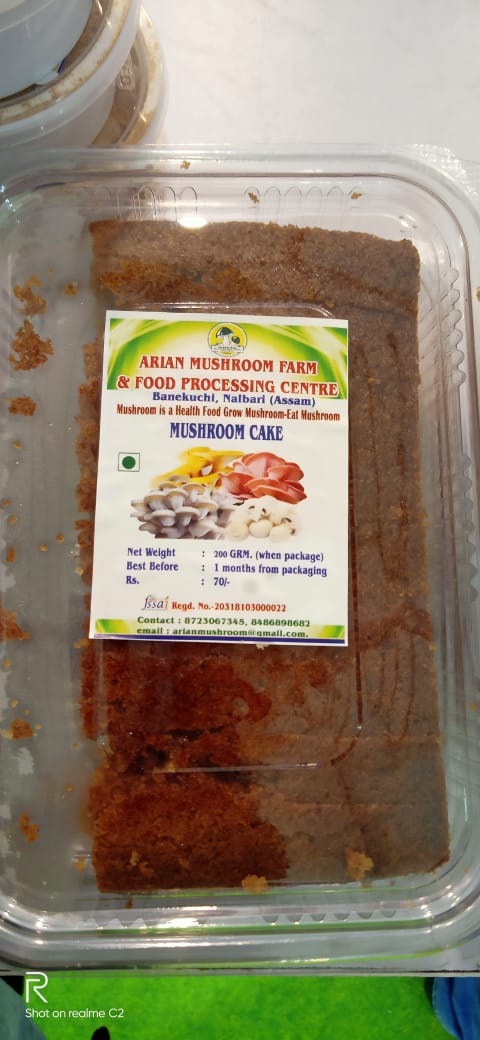 ARIAN MUSHROOM FARM
& FOOD PROCESSING CENTRE
Banekuchi, Nalbari (Assam)
Mushroom is a Health Food Grow Mushroom-Eat Mushroom
MUSHROOM CAKE
Net Weight : 200 GRM. (when package)
Best Before : 1 months from packaging
Rs. : 70/-
fssai Regd. No.-20318103000022
Contact : 8723067345, 8486898682
email : arianmushroom@gmail.com.
R
Shot on realme C2